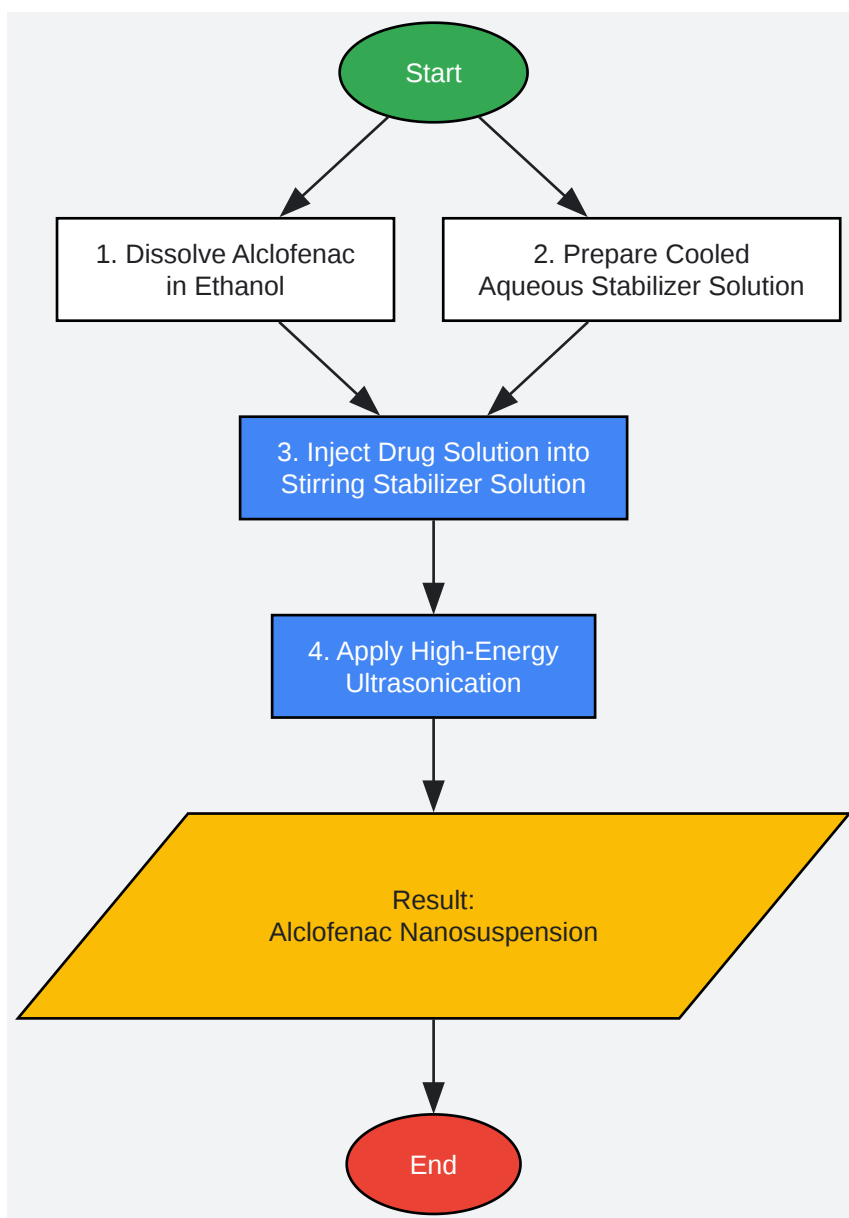 Start
1. Dissolve Alclofenac
in Ethanol
2. Prepare Cooled
Aqueous Stabilizer Solution
3. Inject Drug Solution into
Stirring Stabilizer Solution
4. Apply High-Energy
Ultrasonication
Result:
Alclofenac Nanosuspension
End